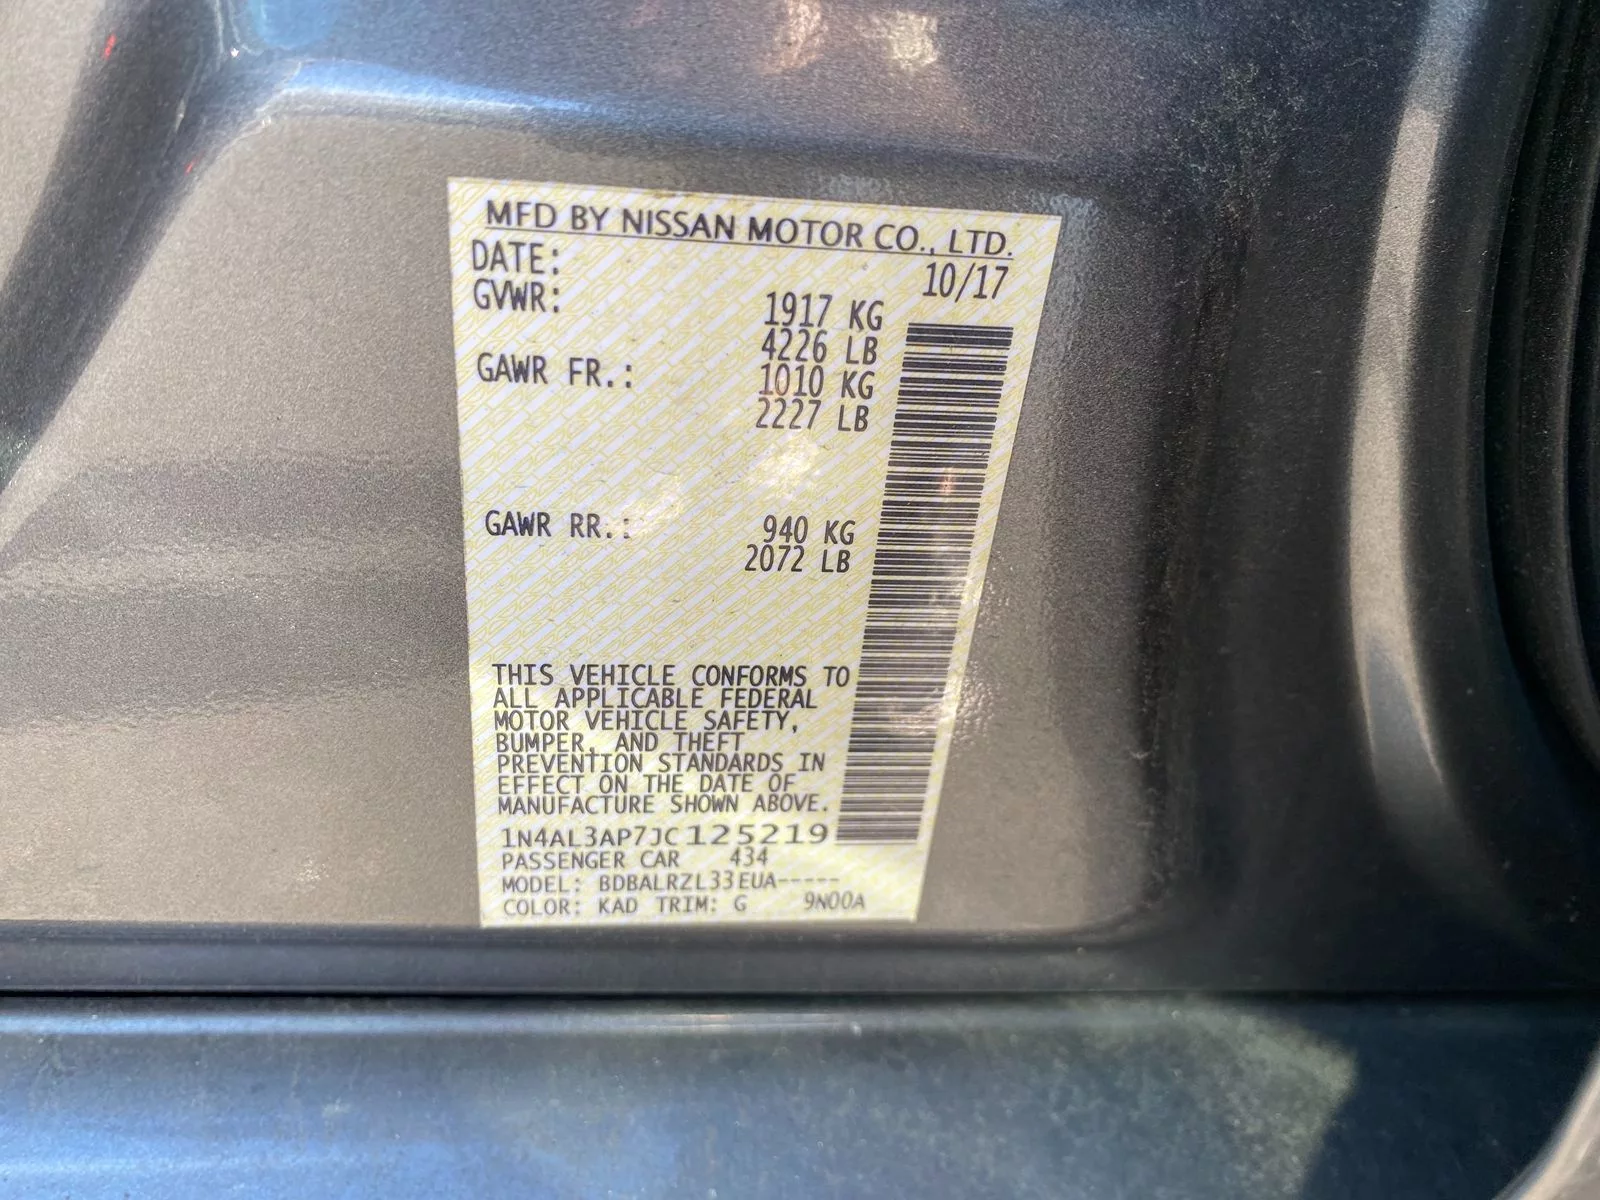 MFD BY NISSAN MOTOR CO., LTD.
DATE: 10/17
GVWR: 1917 KG
4226 LB
GAWR FR.: 1010 KG
2227 LB
GAWR RR.: 940 KG
2072 LB
THIS VEHICLE CONFORMS TO
ALL APPLICABLE FEDERAL
MOTOR VEHICLE SAFETY,
BUMPER, AND THEFT
PREVENTION STANDARDS IN
EFFECT ON THE DATE OF
MANUFACTURE SHOWN ABOVE.
1N4AL3AP7JC125219
PASSENGER CAR 434
MODEL: BDBALRZL33EUA-----
COLOR: KAD TRIM: G 9N00A